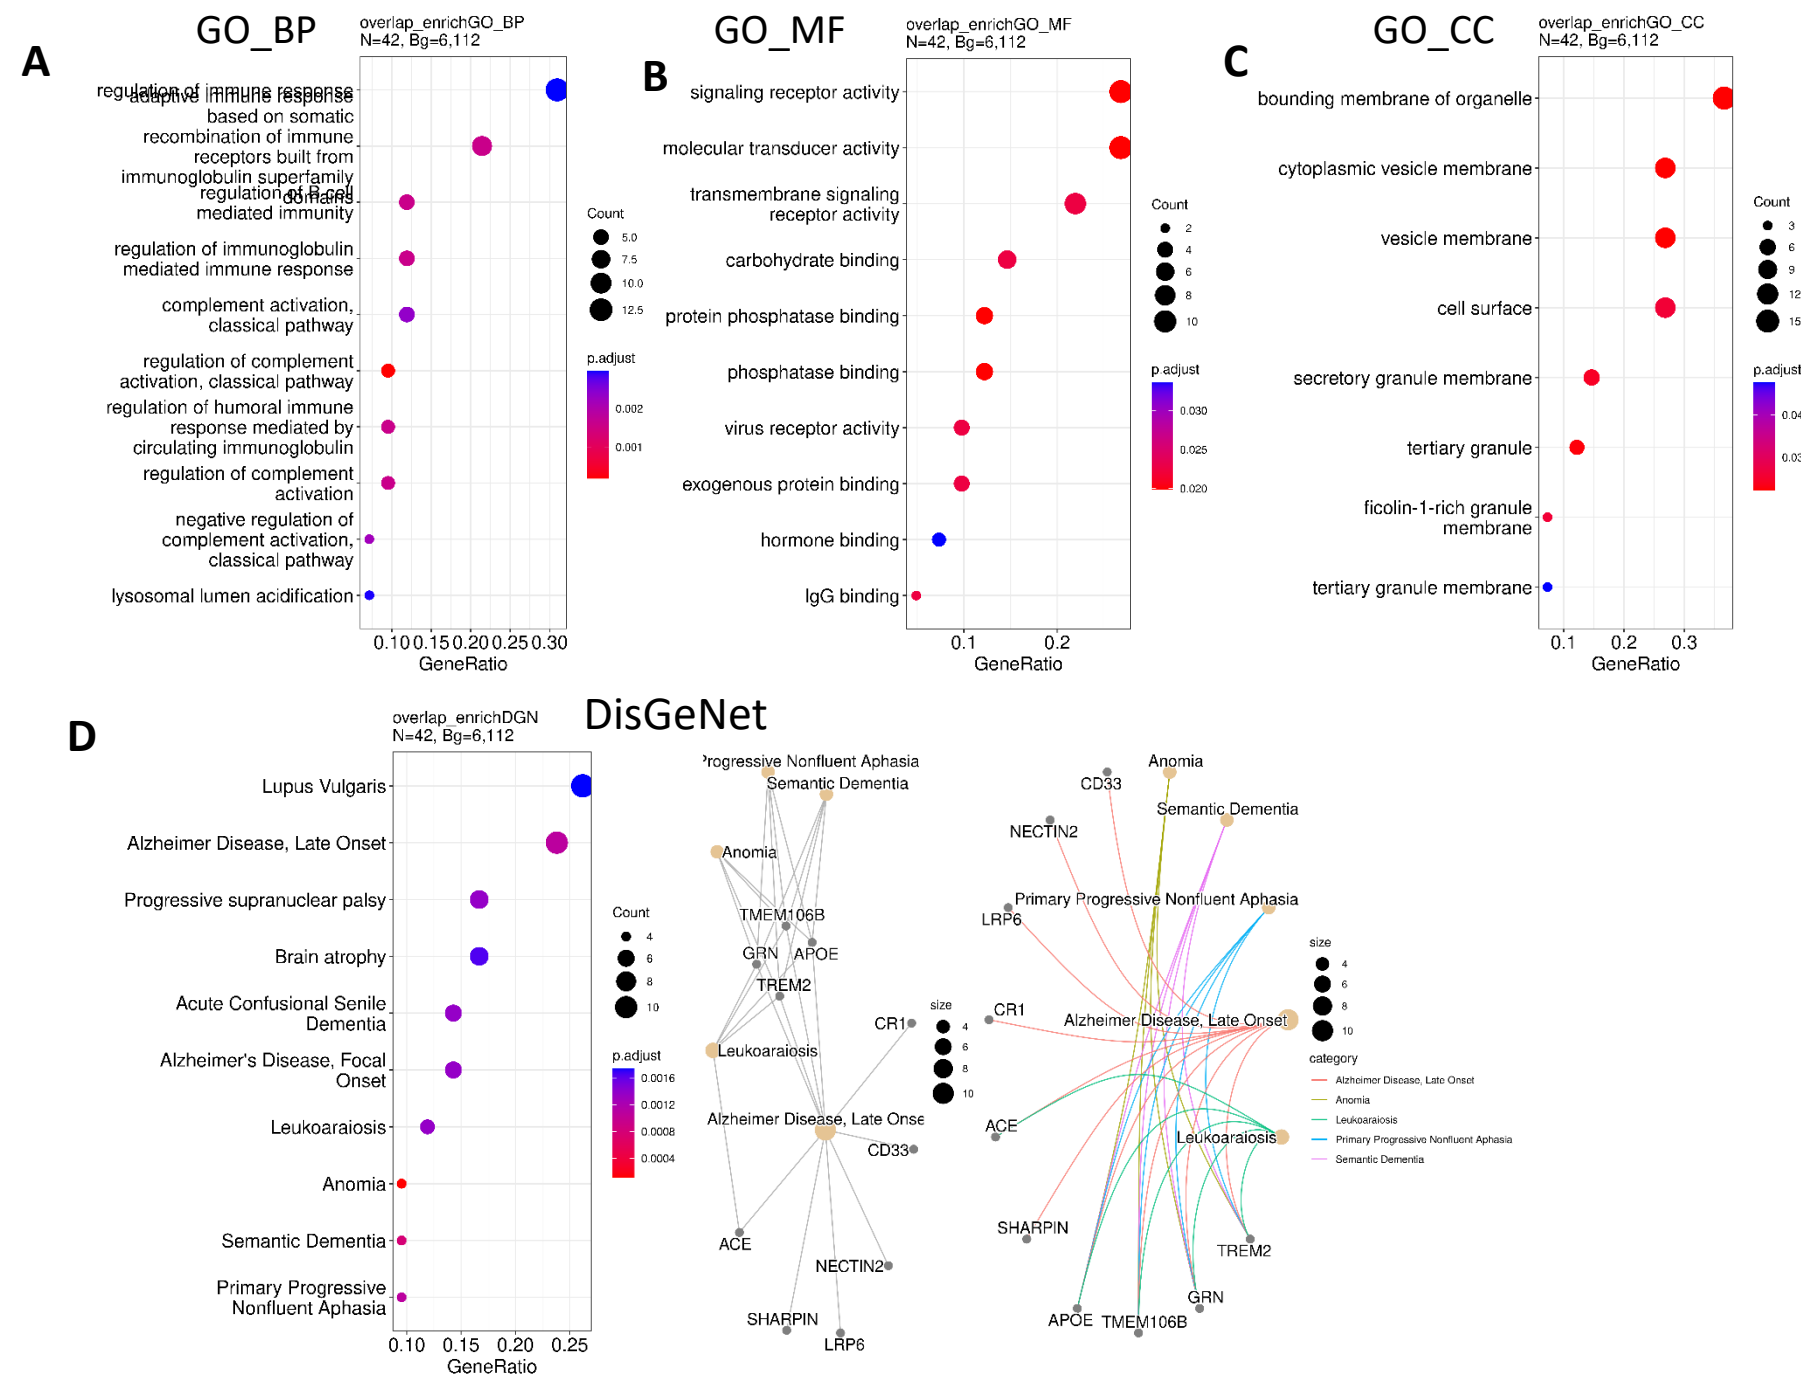 GO_BP
overlap_enrichGO_BP
N=42, Bg=6,112
A
regulation of immune response
adaptive immune response
based on somatic
recombination of immune
receptors built from
immunoglobulin superfamily
domains
regulation of B cell
mediated immunity
regulation of immunoglobulin
mediated immune response
complement activation,
classical pathway
regulation of complement
activation, classical pathway
regulation of humoral immune
response mediated by
circulating immunoglobulin
regulation of complement
activation
negative regulation of
complement activation,
classical pathway
lysosomal lumen acidification
0.10 0.15 0.20 0.25 0.30
GeneRatio
Count
5.0
7.5
10.0
12.5
p.adjust
0.002
0.001
GO_MF
overlap_enrichGO_MF
N=42, Bg=6,112
B
signaling receptor activity
molecular transducer activity
transmembrane signaling
receptor activity
carbohydrate binding
protein phosphatase binding
phosphatase binding
virus receptor activity
exogenous protein binding
hormone binding
IgG binding
0.1 0.2
GeneRatio
Count
2
4
6
8
10
p.adjust
0.030
0.025
0.020
GO_CC
overlap_enrichGO_CC
N=42, Bg=6,112
C
bounding membrane of organelle
cytoplasmic vesicle membrane
vesicle membrane
cell surface
secretory granule membrane
tertiary granule
ficolin-1-rich granule
membrane
tertiary granule membrane
0.1 0.2 0.3
GeneRatio
Count
3
6
9
12
15
p.adjust
0.04
0.03
DisGeNet
overlap_enrichDGN
N=42, Bg=6,112
D
Lupus Vulgaris
Alzheimer Disease, Late Onset
Progressive supranuclear palsy
Brain atrophy
Acute Confusional Senile
Dementia
Alzheimer's Disease, Focal
Onset
Leukoaraiosis
Anomia
Semantic Dementia
Primary Progressive
Nonfluent Aphasia
0.10 0.15 0.20 0.25
GeneRatio
Count
4
6
8
10
p.adjust
0.0016
0.0012
0.0008
0.0004
Progressive Nonfluent Aphasia
Semantic Dementia
Anomia
TMEM106B
GRN
APOE
TREM2
CR1
Leukoaraiosis
Alzheimer Disease, Late Onse
CD33
ACE
NECTIN2
SHARPIN
LRP6
size
4
6
8
10
Anomia
CD33
Semantic Dementia
NECTIN2
Primary Progressive Nonfluent Aphasia
LRP6
CR1
Alzheimer Disease, Late Onset
ACE
Leukoaraiosis
SHARPIN
TREM2
GRN
APOE
TMEM106B
size
4
6
8
10
category
Alzheimer Disease, Late Onset
Anomia
Leukoaraiosis
Primary Progressive Nonfluent Aphasia
Semantic Dementia